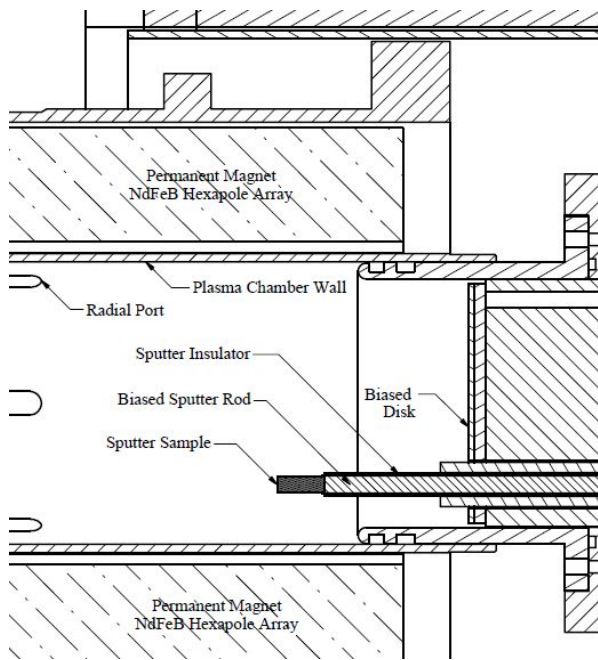 Permanent Magnet
NdFeB Hexapole Array
Plasma Chamber Wall
Radial Port
Sputter Insulator
Biased Sputter Rod
Biased
Disk
Sputter Sample
Permanent Magnet
NdFeB Hexapole Array